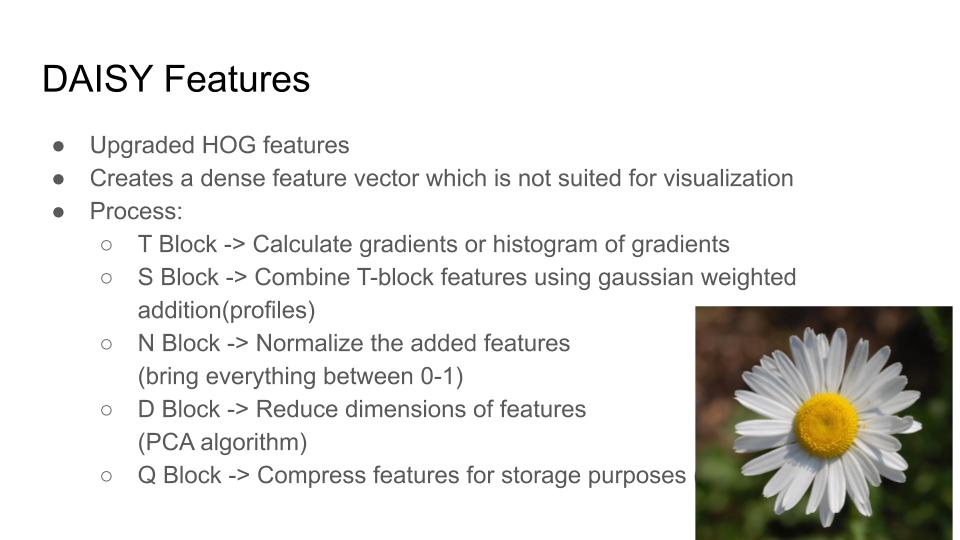 DAISY Features
● Upgraded HOG features
● Creates a dense feature vector which is not suited for visualization
● Process:
○ T Block -> Calculate gradients or histogram of gradients
○ S Block -> Combine T-block features using gaussian weighted
addition(profiles)
○ N Block -> Normalize the added features
(bring everything between 0-1)
○ D Block -> Reduce dimensions of features
(PCA algorithm)
○ Q Block -> Compress features for storage purposes